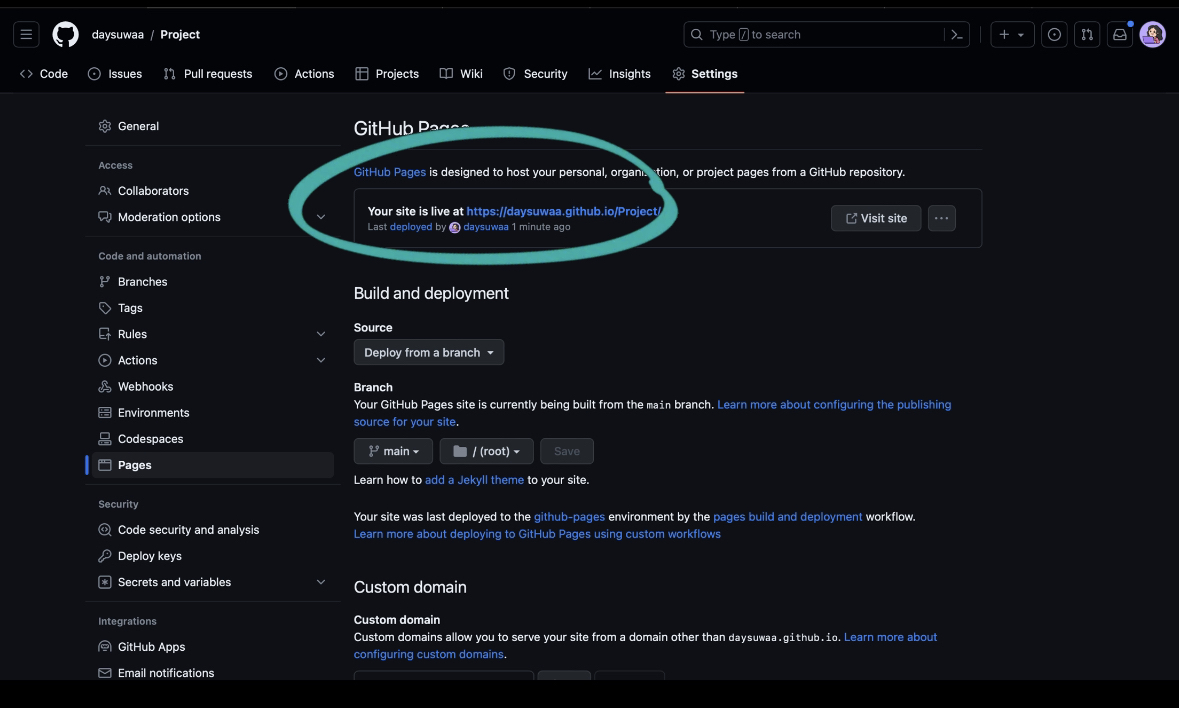 daysuwaa / Project
Type / to search
Code
Issues
Pull requests
Actions
Projects
Wiki
Security
Insights
Settings
General
Access
Collaborators
Moderation options
Code and automation
Branches
Tags
Rules
Actions
Webhooks
Environments
Codespaces
Pages
Security
Code security and analysis
Deploy keys
Secrets and variables
Integrations
GitHub Apps
Email notifications
GitHub Pages
GitHub Pages is designed to host your personal, organization, or project pages from a GitHub repository.
Your site is live at https://daysuwaa.github.io/Project/
Last deployed by daysuwaa 1 minute ago
Visit site
Build and deployment
Source
Deploy from a branch
Branch
Your GitHub Pages site is currently being built from the main branch. Learn more about configuring the publishing
source for your site.
main
/ (root)
Save
Learn how to add a Jekyll theme to your site.
Your site was last deployed to the github-pages environment by the pages build and deployment workflow.
Learn more about deploying to GitHub Pages using custom workflows
Custom domain
Custom domain
Custom domains allow you to serve your site from a domain other than daysuwaa.github.io. Learn more about
configuring custom domains.